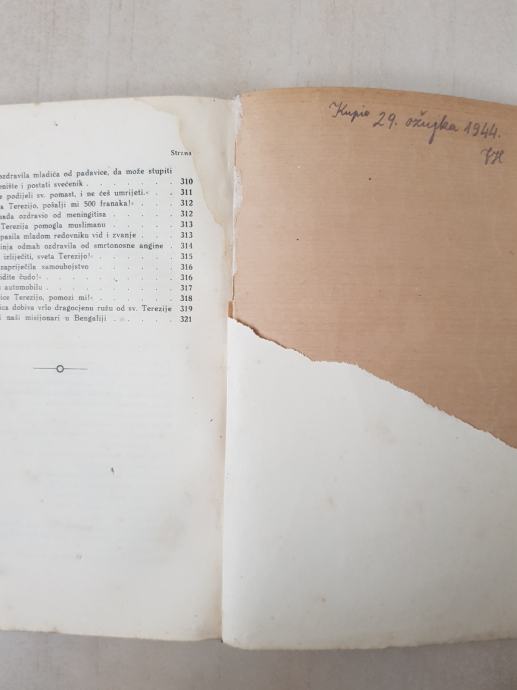 Strana
ozdravila mladića od padavice, da može stupiti
enište i postati svećenik . . . . . . . 310
e podijeli sv. pomast, i ne ćeš umrijeti.« . 311
a Terezijo, pošalji mi 500 franaka!« . . . 312
ada ozdravio od meningitisa . . . . . 312
Terezija pomogla muslimanu . . . . . 313
pasila mladom redovniku vid i zvanje . . . 313
inja odmah ozdravila od smrtonosne angine . 314
izliječiti, sveta Terezijo!« . . . . . 315
zapriječila samoubojstvo . . . . . . 316
idite čudo!« . . . . . . . . 316
automobilu . . . . . . . . 317
ice Terezijo, pomozi mi!« . . . . . . 318
ica dobiva vrlo dragocjenu ružu od sv. Terezije 319
i naši misijonari u Bengaliji . . . . . 321
Kupio 29. ožujka 1944.